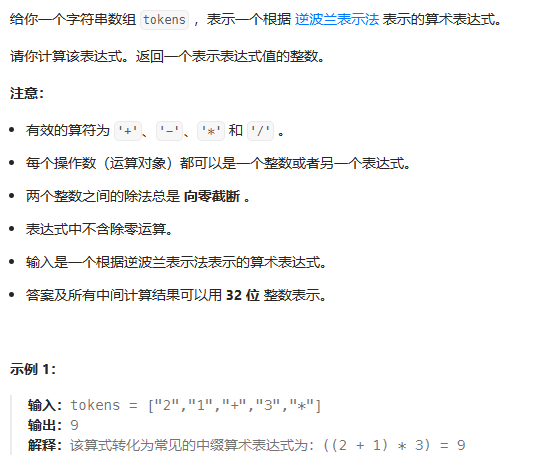 给你一个字符串数组 tokens ，表示一个根据 逆波兰表示法 表示的算术表达式。
请你计算该表达式。返回一个表示表达式值的整数。
注意：
• 有效的算符为 '+'、'-'、'*' 和 '/' 。
• 每个操作数（运算对象）都可以是一个整数或者另一个表达式。
• 两个整数之间的除法总是 向零截断 。
• 表达式中不含除零运算。
• 输入是一个根据逆波兰表示法表示的算术表达式。
• 答案及所有中间计算结果可以用 32 位 整数表示。
示例 1：
输入：tokens = ["2","1","+","3","*"]
输出：9
解释：该算式转化为常见的中缀算术表达式为：((2 + 1) * 3) = 9